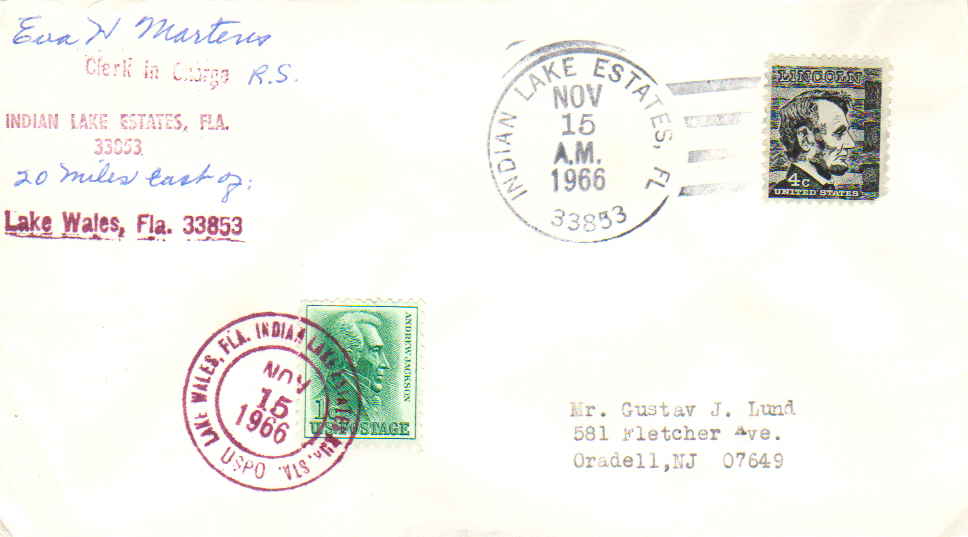 Eva H Martens
Clerk in Charge R.S.
INDIAN LAKE ESTATES, FLA.
33853
20 miles east of:
Lake Wales, Fla. 33853
INDIAN LAKE ESTATES, FL
NOV
15
A.M.
1966
33853
LINCOLN
4c
UNITED STATES
LAKE WALES, FLA. INDIAN LAKE ESTATES RUR. STA.
NOV
15
1966
USPO
ANDREW JACKSON
1c
U.S. POSTAGE
Mr. Gustav J. Lund
581 Fletcher Ave.
Oradell,NJ 07649